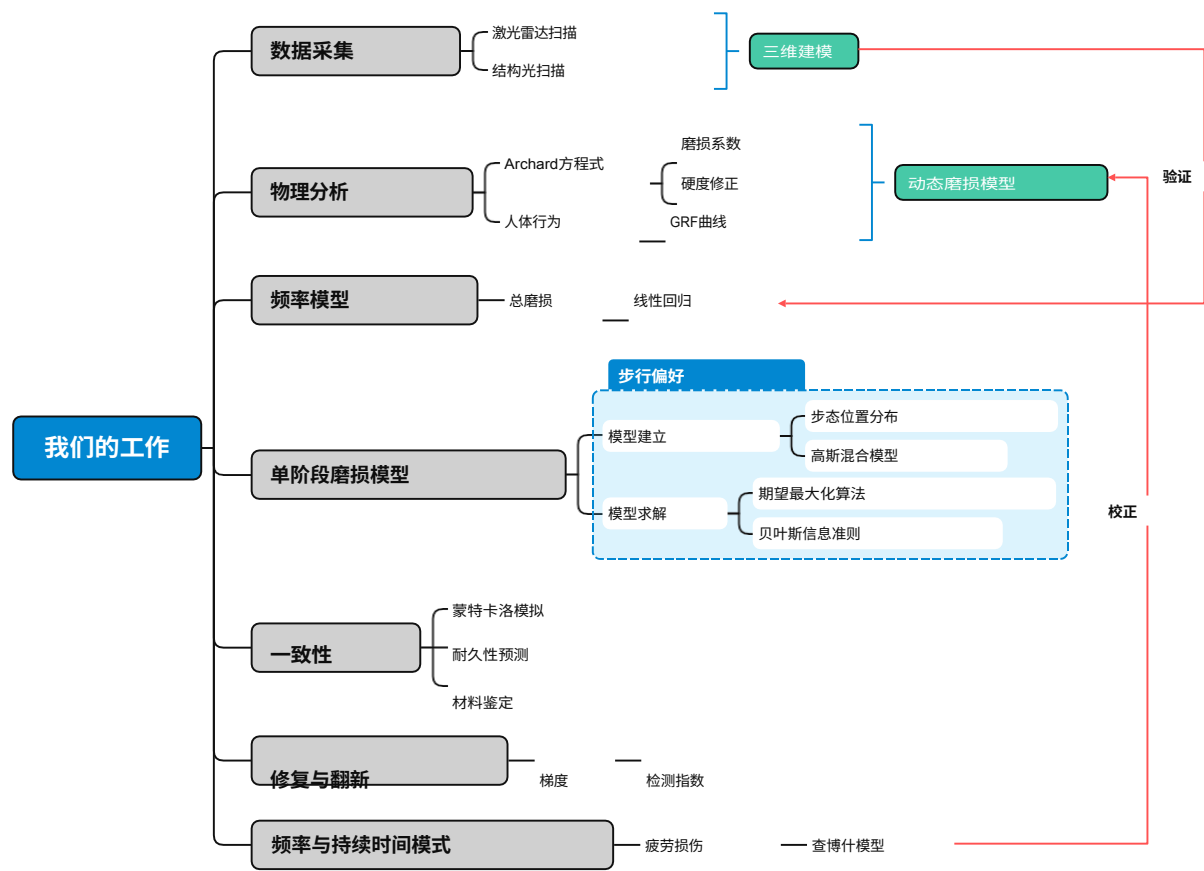 我们的工作
数据采集
激光雷达扫描
结构光扫描
三维建模
物理分析
Archard方程式
磨损系数
硬度修正
人体行为
GRF曲线
动态磨损模型
验证
频率模型
总磨损
线性回归
单阶段磨损模型
步行偏好
模型建立
步态位置分布
高斯混合模型
模型求解
期望最大化算法
贝叶斯信息准则
校正
一致性
蒙特卡洛模拟
耐久性预测
材料鉴定
修复与翻新
梯度
检测指数
频率与持续时间模式
疲劳损伤
查博什模型